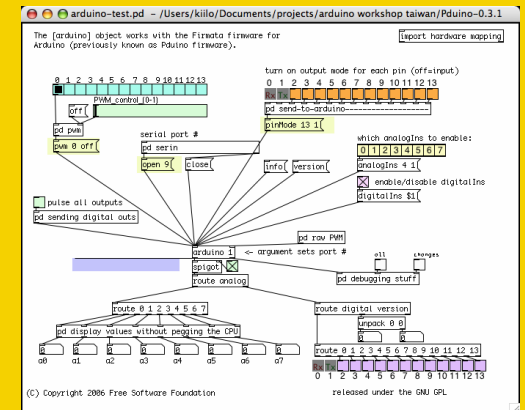 arduino-test.pd - /Users/kiilo/Documents/projects/arduino workshop taiwan/Pduino-0.3.1
The [arduino] object works with the Firmata firmware for
Arduino (previously known as Pduino firmware).
import hardware mapping
turn on output mode for each pin (off=input)
0 1 2 3 4 5 6 7 8 9 10 11 12 13
0 1 2 3 4 5 6 7 8 9 10 11 12 13
Rx Tx
off
PWM_control_[0-1]
pd send-to-arduino
pd pwm
pinMode 13 1
serial port #
which analogIns to enable:
pwm 0 off
pd serin
0 1 2 3 4 5 6 7
open 9
close
info
version
analogIns 4 1
enable/disable digitalIns
digitalIns $1
pulse all outputs
pd sending digital outs
pd raw PWM
arduino 1
<- argument sets port #
all
changes
spigot
route analog
pd debugging stuff
route 0 1 2 3 4 5 6 7
route digital version
unpack 0 0
pd display values without pegging the CPU
0 0
0 0 0 0 0 0 0 0
route 0 1 2 3 4 5 6 7 8 9 10 11 12 13
a0 a1 a2 a3 a4 a5 a6 a7
Rx Tx
0 1 2 3 4 5 6 7 8 9 10 11 12 13
(C) Copyright 2006 Free Software Foundation
released under the GNU GPL